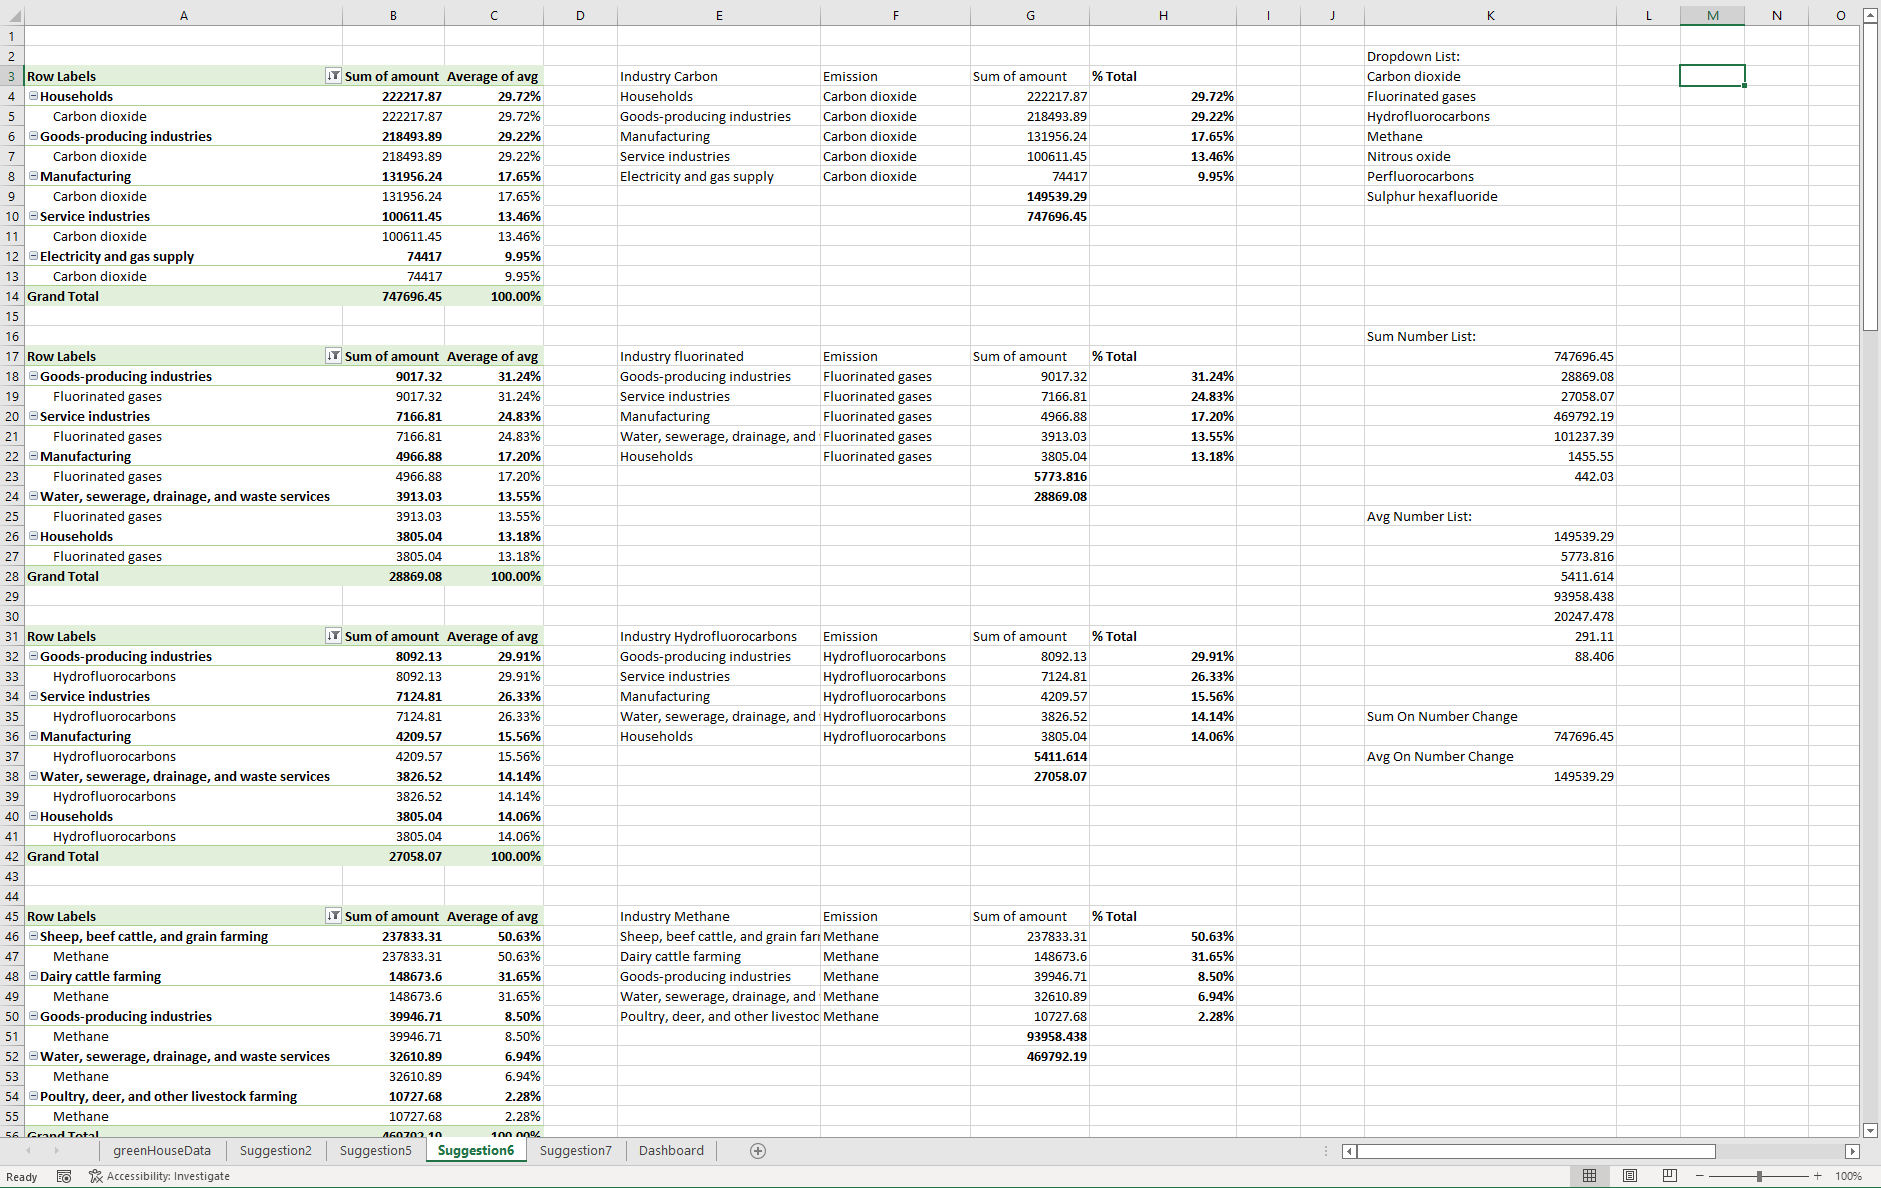 A B C D E F G H I J K L M N O
1
2 Dropdown List:
3 Row Labels Sum of amount Average of avg Industry Carbon Emission Sum of amount % Total Carbon dioxide
4 Households 222217.87 29.72% Households Carbon dioxide 222217.87 29.72% Fluorinated gases
5 Carbon dioxide 222217.87 29.72% Goods-producing industries Carbon dioxide 218493.89 29.22% Hydrofluorocarbons
6 Goods-producing industries 218493.89 29.22% Manufacturing Carbon dioxide 131956.24 17.65% Methane
7 Carbon dioxide 218493.89 29.22% Service industries Carbon dioxide 100611.45 13.46% Nitrous oxide
8 Manufacturing 131956.24 17.65% Electricity and gas supply Carbon dioxide 74417 9.95% Perfluorocarbons
9 Carbon dioxide 131956.24 17.65% 149539.29 Sulphur hexafluoride
10 Service industries 100611.45 13.46% 747696.45
11 Carbon dioxide 100611.45 13.46%
12 Electricity and gas supply 74417 9.95%
13 Carbon dioxide 74417 9.95%
14 Grand Total 747696.45 100.00%
15
16 Sum Number List:
17 Row Labels Sum of amount Average of avg Industry fluorinated Emission Sum of amount % Total 747696.45
18 Goods-producing industries 9017.32 31.24% Goods-producing industries Fluorinated gases 9017.32 31.24% 28869.08
19 Fluorinated gases 9017.32 31.24% Service industries Fluorinated gases 7166.81 24.83% 27058.07
20 Service industries 7166.81 24.83% Manufacturing Fluorinated gases 4966.88 17.20% 469792.19
21 Fluorinated gases 7166.81 24.83% Water, sewerage, drainage, and Fluorinated gases 3913.03 13.55% 101237.39
22 Manufacturing 4966.88 17.20% Households Fluorinated gases 3805.04 13.18% 1455.55
23 Fluorinated gases 4966.88 17.20% 5773.816 442.03
24 Water, sewerage, drainage, and waste services 3913.03 13.55% 28869.08
25 Fluorinated gases 3913.03 13.55% Avg Number List:
26 Households 3805.04 13.18% 149539.29
27 Fluorinated gases 3805.04 13.18% 5773.816
28 Grand Total 28869.08 100.00% 5411.614
29 93958.438
30 20247.478
31 Row Labels Sum of amount Average of avg Industry Hydrofluorocarbons Emission Sum of amount % Total 291.11
32 Goods-producing industries 8092.13 29.91% Goods-producing industries Hydrofluorocarbons 8092.13 29.91% 88.406
33 Hydrofluorocarbons 8092.13 29.91% Service industries Hydrofluorocarbons 7124.81 26.33%
34 Service industries 7124.81 26.33% Manufacturing Hydrofluorocarbons 4209.57 15.56%
35 Hydrofluorocarbons 7124.81 26.33% Water, sewerage, drainage, and Hydrofluorocarbons 3826.52 14.14% Sum On Number Change
36 Manufacturing 4209.57 15.56% Households Hydrofluorocarbons 3805.04 14.06% 747696.45
37 Hydrofluorocarbons 4209.57 15.56% 5411.614 Avg On Number Change
38 Water, sewerage, drainage, and waste services 3826.52 14.14% 27058.07 149539.29
39 Hydrofluorocarbons 3826.52 14.14%
40 Households 3805.04 14.06%
41 Hydrofluorocarbons 3805.04 14.06%
42 Grand Total 27058.07 100.00%
43
44
45 Row Labels Sum of amount Average of avg Industry Methane Emission Sum of amount % Total
46 Sheep, beef cattle, and grain farming 237833.31 50.63% Sheep, beef cattle, and grain farm Methane 237833.31 50.63%
47 Methane 237833.31 50.63% Dairy cattle farming Methane 148673.6 31.65%
48 Dairy cattle farming 148673.6 31.65% Goods-producing industries Methane 39946.71 8.50%
49 Methane 148673.6 31.65% Water, sewerage, drainage, and Methane 32610.89 6.94%
50 Goods-producing industries 39946.71 8.50% Poultry, deer, and other livestoc Methane 10727.68 2.28%
51 Methane 39946.71 8.50% 93958.438
52 Water, sewerage, drainage, and waste services 32610.89 6.94% 469792.19
53 Methane 32610.89 6.94%
54 Poultry, deer, and other livestock farming 10727.68 2.28%
55 Methane 10727.68 2.28%
56 Grand Total 469792.19 100.00%
greenHouseData Suggestion2 Suggestion5 Suggestion6 Suggestion7 Dashboard
Ready Accessibility: Investigate 100%